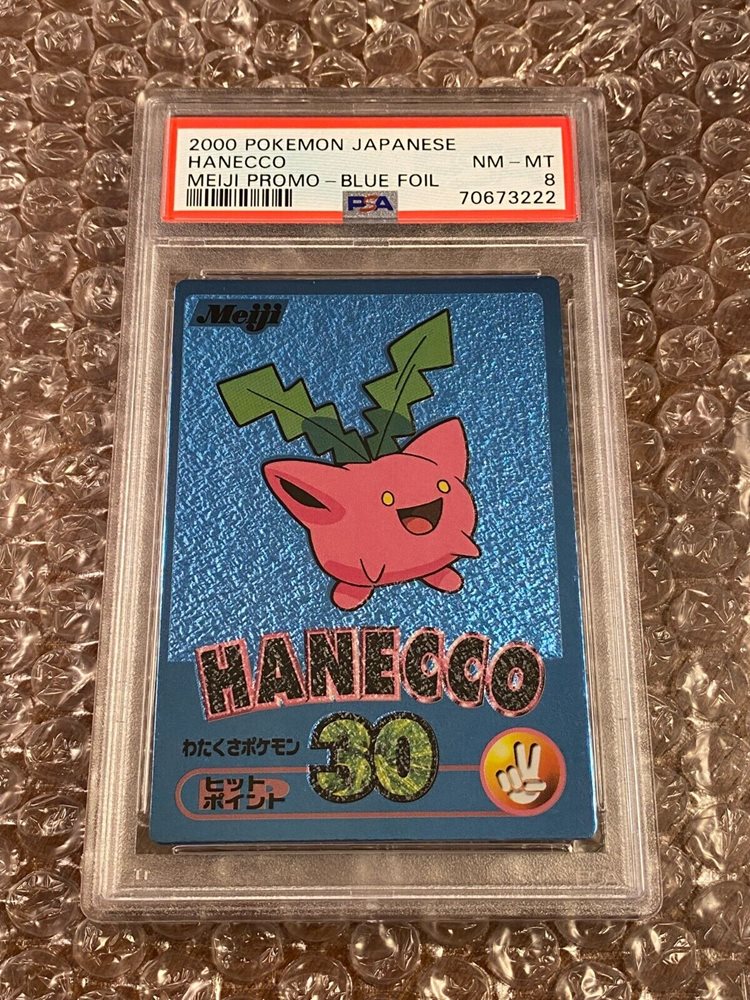 2000 POKEMON JAPANESE
HANECCO NM - MT
MEIJI PROMO - BLUE FOIL 8
PSA 70673222
Meiji
HANECCO
わたくさポケモン 30
ヒット
ポイント